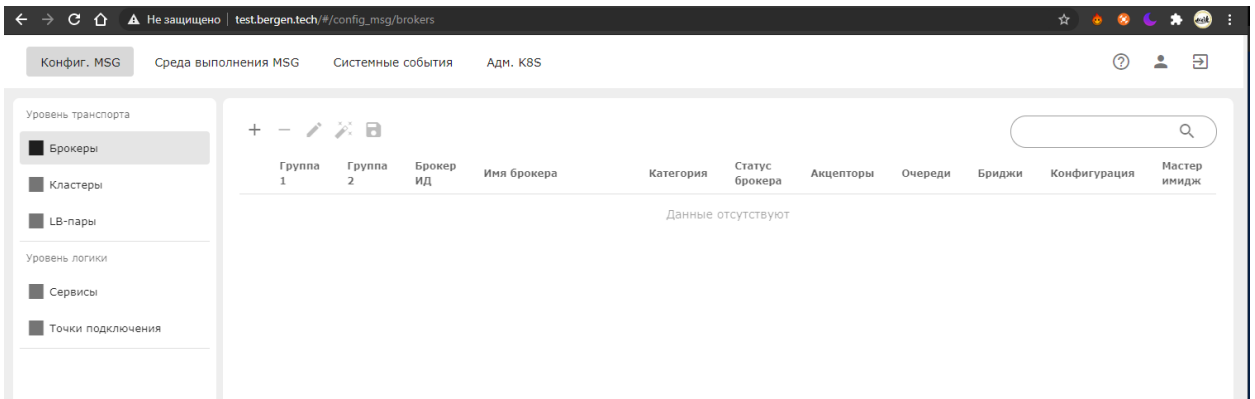 Не защищено | test.bergen.tech/#/config_msg/brokers
Конфиг. MSG Среда выполнения MSG Системные события Адм. K8S
Уровень транспорта
Брокеры
Кластеры
LB-пары
Уровень логики
Сервисы
Точки подключения
Группа 1 Группа 2 Брокер ИД Имя брокера Категория Статус брокера Акцепторы Очереди Бриджи Конфигурация Мастер имидж
Данные отсутствуют